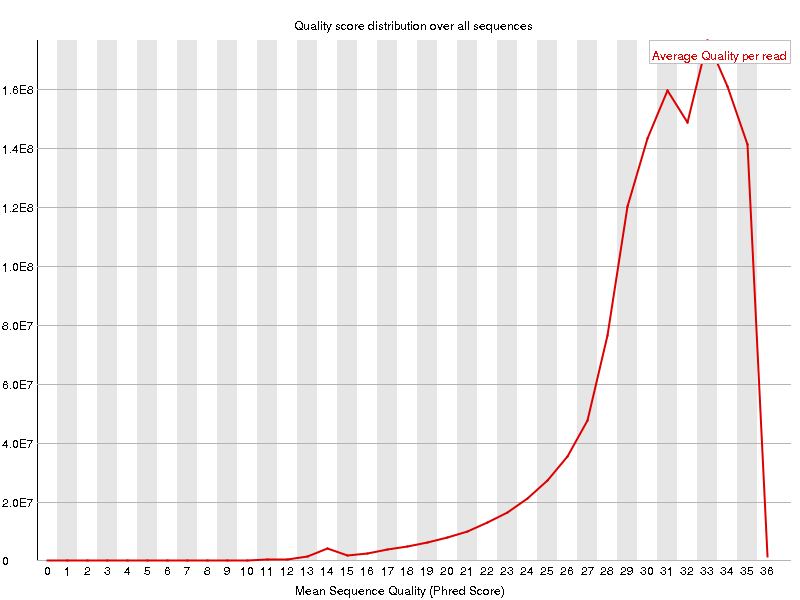 Quality score distribution over all sequences
Average Quality per read
1.6E8
1.4E8
1.2E8
1.0E8
8.0E7
6.0E7
4.0E7
2.0E7
0
0 1 2 3 4 5 6 7 8 9 10 11 12 13 14 15 16 17 18 19 20 21 22 23 24 25 26 27 28 29 30 31 32 33 34 35 36
Mean Sequence Quality (Phred Score)